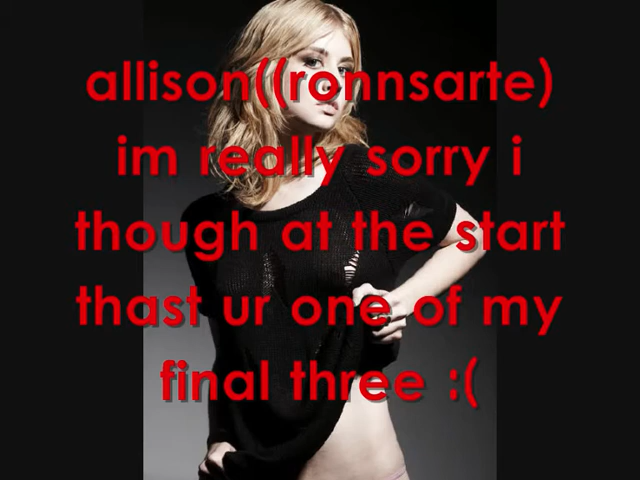 allison((ronnsarte)
im really sorry i
though at the start
thast ur one of my
final three :(